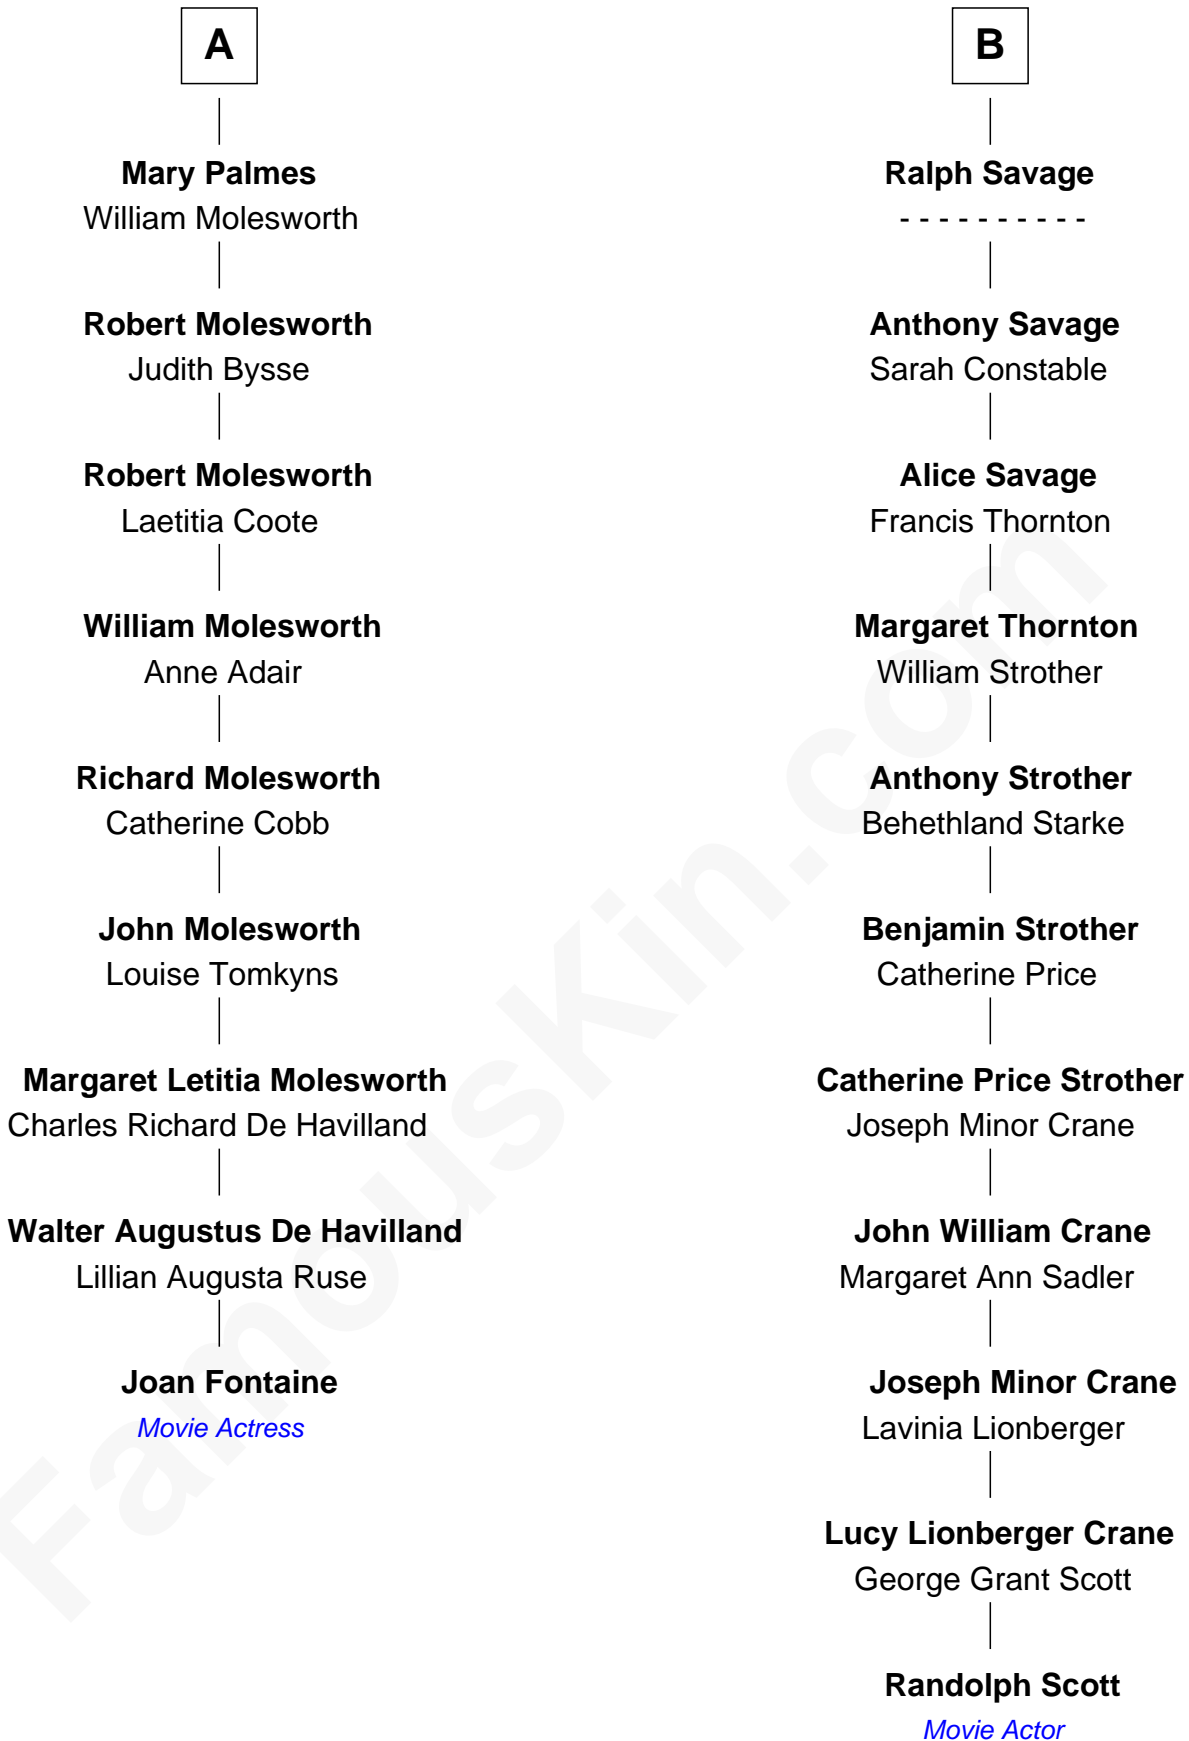 A
Mary Palmes
William Molesworth
Robert Molesworth
Judith Bysse
Robert Molesworth
Laetitia Coote
William Molesworth
Anne Adair
Richard Molesworth
Catherine Cobb
John Molesworth
Louise Tomkyns
Margaret Letitia Molesworth
Charles Richard De Havilland
Walter Augustus De Havilland
Lillian Augusta Ruse
Joan Fontaine
Movie Actress
B
Ralph Savage
- - - - - - - - - -
Anthony Savage
Sarah Constable
Alice Savage
Francis Thornton
Margaret Thornton
William Strother
Anthony Strother
Behethland Starke
Benjamin Strother
Catherine Price
Catherine Price Strother
Joseph Minor Crane
John William Crane
Margaret Ann Sadler
Joseph Minor Crane
Lavinia Lionberger
Lucy Lionberger Crane
George Grant Scott
Randolph Scott
Movie Actor
FamousKin.com